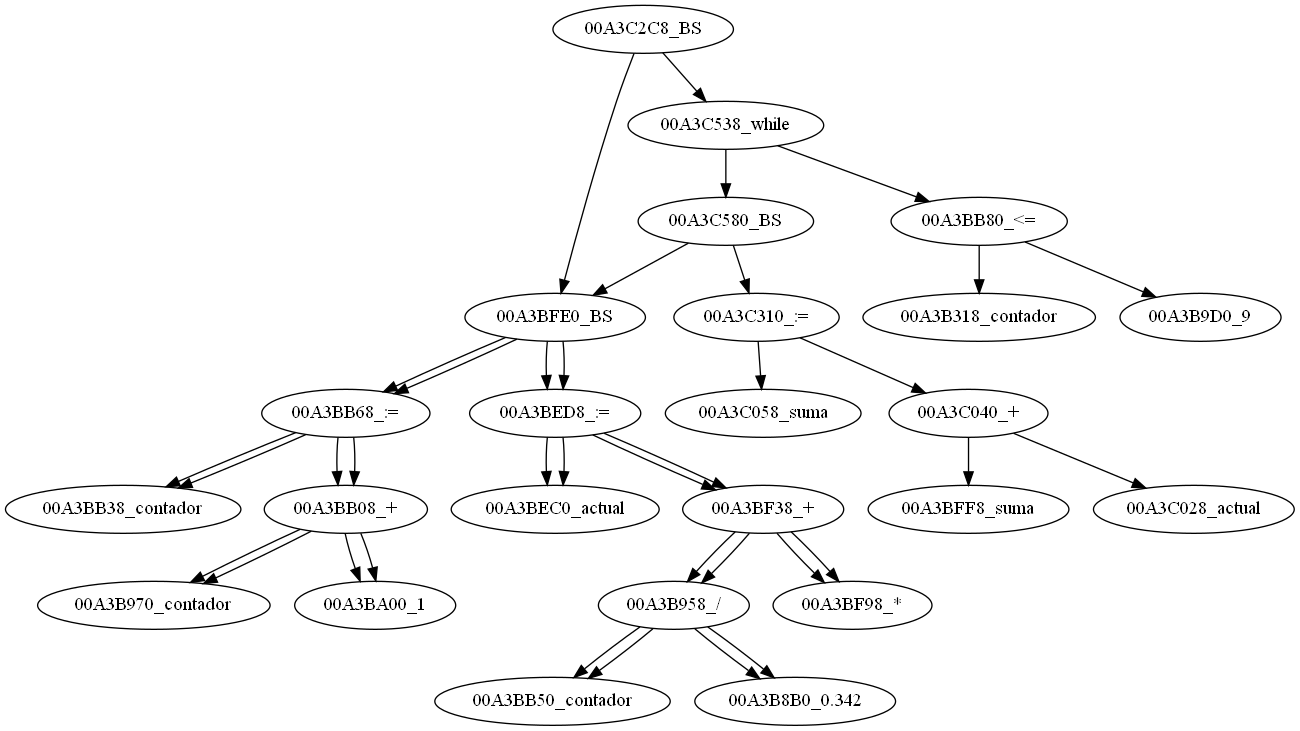 00A3C2C8_BS
00A3C538_while
00A3C580_BS
00A3BB80_<=
00A3BFE0_BS
00A3C310_:=
00A3B318_contador
00A3B9D0_9
00A3BB68_:=
00A3BED8_:=
00A3C058_suma
00A3C040_+
00A3BB38_contador
00A3BB08_+
00A3BEC0_actual
00A3BF38_+
00A3BFF8_suma
00A3C028_actual
00A3B970_contador
00A3BA00_1
00A3B958_/
00A3BF98_*
00A3BB50_contador
00A3B8B0_0.342